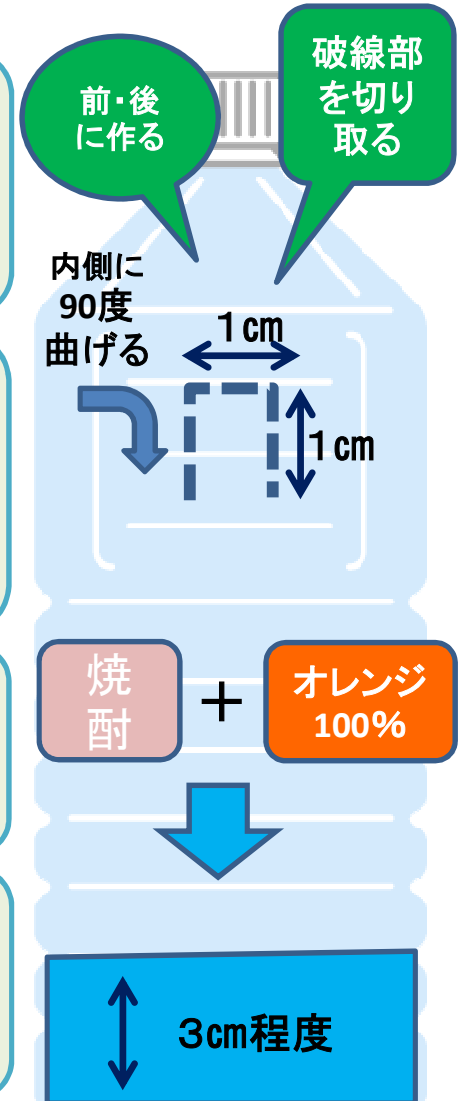 前・後
に作る
破線部
を切り
取る
内側に
90度
曲げる
1cm
1cm
焼
酎
+
オレンジ
100%
3cm程度